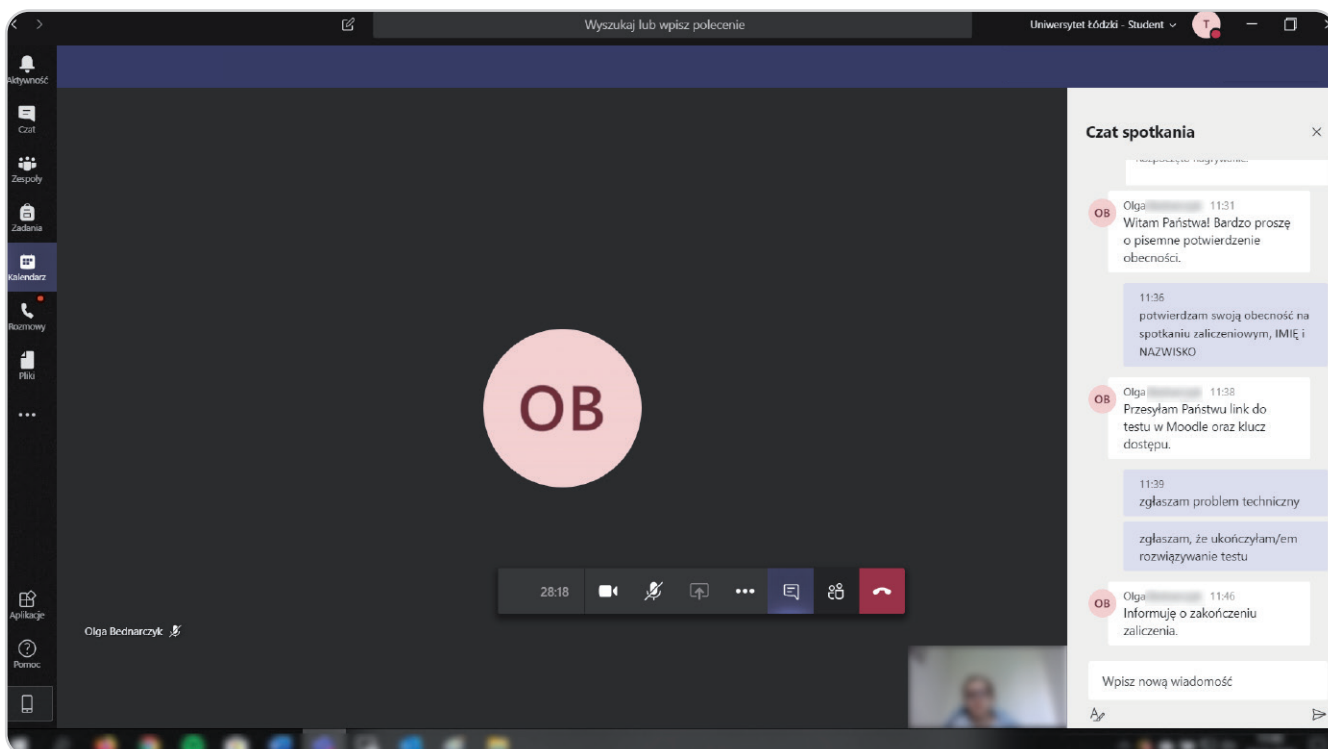 Wyszukaj lub wpisz polecenie
Uniwersytet Łódzki - Student
T
Aktywność
Czat
Zespoły
Zadania
Kalendarz
Rozmowy
Pliki
Aplikacje
Pomoc
OB
28:18
Olga Bednarczyk
Czat spotkania
Rozpoczęto nagrywanie.
OB
Olga 11:31
Witam Państwa! Bardzo proszę
o pisemne potwierdzenie
obecności.
11:36
potwierdzam swoją obecność na
spotkaniu zaliczeniowym, IMIĘ i
NAZWISKO
OB
Olga 11:38
Przesyłam Państwu link do
testu w Moodle oraz klucz
dostępu.
11:39
zgłaszam problem techniczny
zgłaszam, że ukończyłam/em
rozwiązywanie testu
OB
Olga 11:46
Informuję o zakończeniu
zaliczenia.
Wpisz nową wiadomość